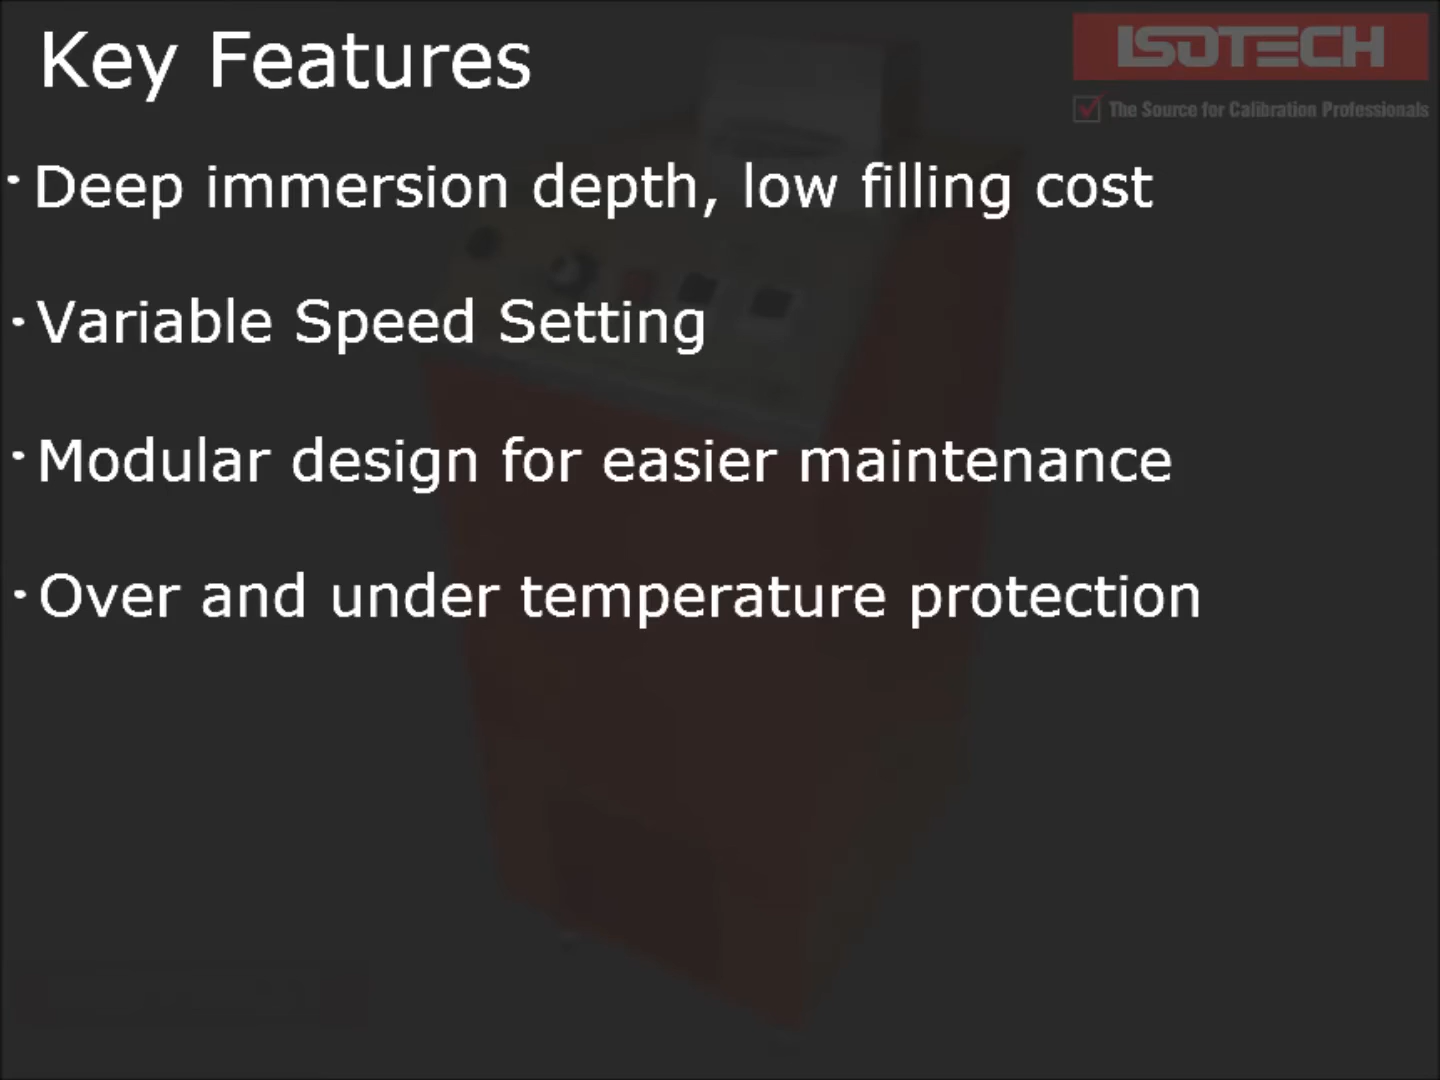 Key Features
ISOTECH
The Source for Calibration Professionals
· Deep immersion depth, low filling cost
· Variable Speed Setting
· Modular design for easier maintenance
· Over and under temperature protection